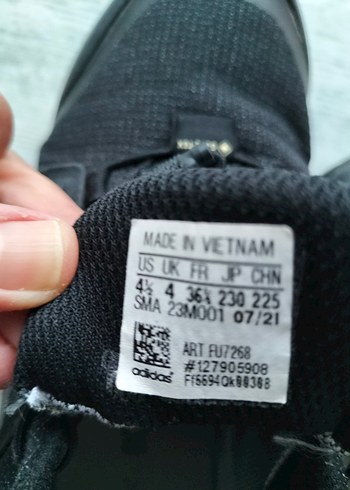 MADE IN VIETNAM
US UK FR JP CHN
4½ 4 36⅔ 230 225
SMA 23M001 07/21
ART FU7268
#127905908
adidas